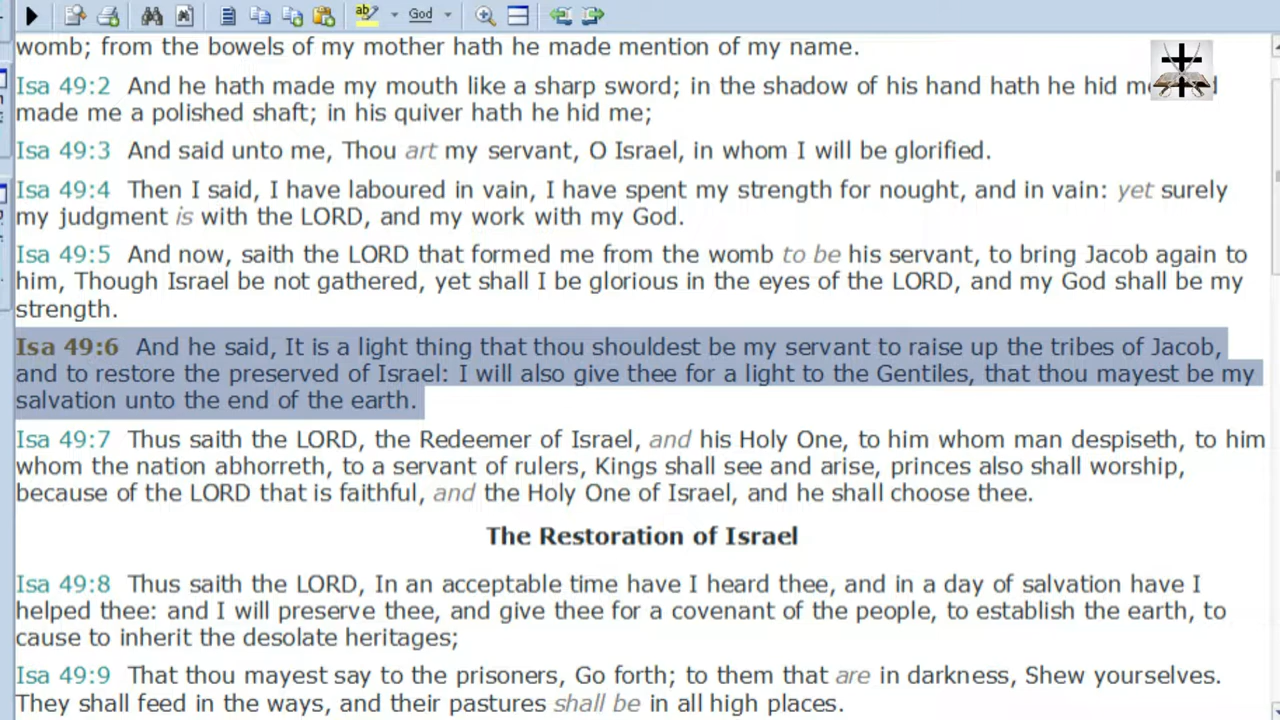 God
womb; from the bowels of my mother hath he made mention of my name.
Isa 49:2 And he hath made my mouth like a sharp sword; in the shadow of his hand hath he hid
made me a polished shaft; in his quiver hath he hid me;
Isa 49:3 And said unto me, Thou art my servant, O Israel, in whom I will be glorified.
Isa 49:4 Then I said, I have laboured in vain, I have spent my strength for nought, and in vain: yet surely
my judgment is with the LORD, and my work with my God.
Isa 49:5 And now, saith the LORD that formed me from the womb to be his servant, to bring Jacob again to
him, Though Israel be not gathered, yet shall I be glorious in the eyes of the LORD, and my God shall be my
strength.
Isa 49:6 And he said, It is a light thing that thou shouldest be my servant to raise up the tribes of Jacob,
and to restore the preserved of Israel: I will also give thee for a light to the Gentiles, that thou mayest be my
salvation unto the end of the earth.
Isa 49:7 Thus saith the LORD, the Redeemer of Israel, and his Holy One, to him whom man despiseth, to him
whom the nation abhorreth, to a servant of rulers, Kings shall see and arise, princes also shall worship,
because of the LORD that is faithful, and the Holy One of Israel, and he shall choose thee.
The Restoration of Israel
Isa 49:8 Thus saith the LORD, In an acceptable time have I heard thee, and in a day of salvation have I
helped thee: and I will preserve thee, and give thee for a covenant of the people, to establish the earth, to
cause to inherit the desolate heritages;
Isa 49:9 That thou mayest say to the prisoners, Go forth; to them that are in darkness, Shew yourselves.
They shall feed in the ways, and their pastures shall be in all high places.